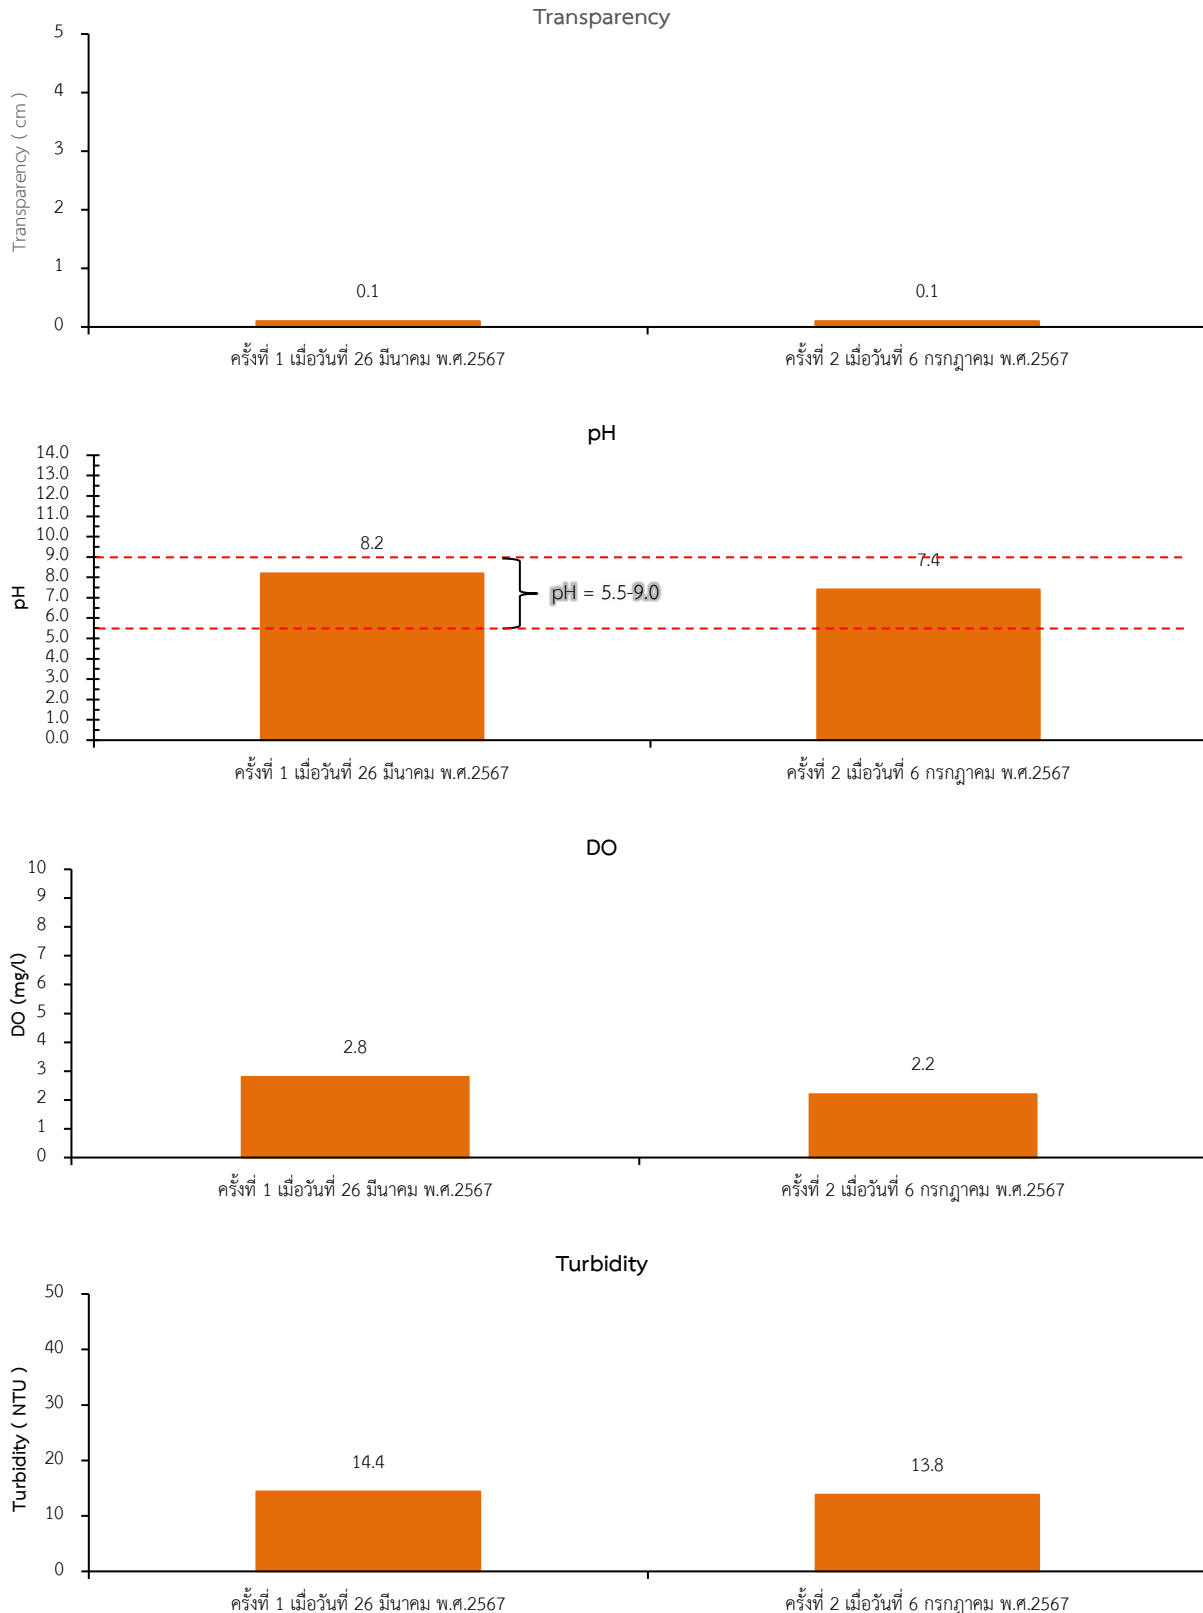 Transparency
Transparency ( cm )
5
4
3
2
1
0
0.1
0.1
ครั้งที่ 1 เมื่อวันที่ 26 มีนาคม พ.ศ.2567
ครั้งที่ 2 เมื่อวันที่ 6 กรกฎาคม พ.ศ.2567
pH
pH
14.0
13.0
12.0
11.0
10.0
9.0
8.0
7.0
6.0
5.0
4.0
3.0
2.0
1.0
0.0
8.2
7.4
pH = 5.5-9.0
ครั้งที่ 1 เมื่อวันที่ 26 มีนาคม พ.ศ.2567
ครั้งที่ 2 เมื่อวันที่ 6 กรกฎาคม พ.ศ.2567
DO
DO (mg/l)
10
9
8
7
6
5
4
3
2
1
0
2.8
2.2
ครั้งที่ 1 เมื่อวันที่ 26 มีนาคม พ.ศ.2567
ครั้งที่ 2 เมื่อวันที่ 6 กรกฎาคม พ.ศ.2567
Turbidity
Turbidity ( NTU )
50
40
30
20
10
0
14.4
13.8
ครั้งที่ 1 เมื่อวันที่ 26 มีนาคม พ.ศ.2567
ครั้งที่ 2 เมื่อวันที่ 6 กรกฎาคม พ.ศ.2567